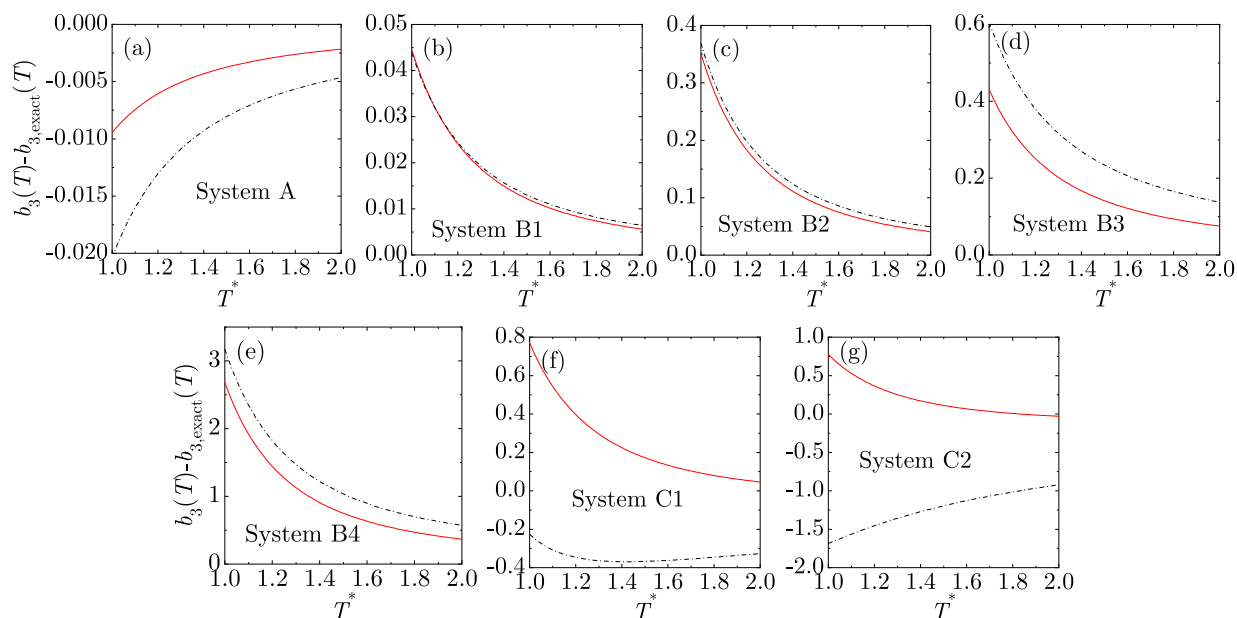 b3(T)-b3,exact(T)
0.000
-0.005
-0.010
-0.015
-0.020
(a)
System A
1.0 1.2 1.4 1.6 1.8 2.0
T*
0.05
0.04
0.03
0.02
0.01
0.00
(b)
System B1
1.0 1.2 1.4 1.6 1.8 2.0
T*
0.4
0.3
0.2
0.1
0.0
(c)
System B2
1.0 1.2 1.4 1.6 1.8 2.0
T*
0.6
0.4
0.2
0.0
(d)
System B3
1.0 1.2 1.4 1.6 1.8 2.0
T*
b3(T)-b3,exact(T)
3
2
1
0
(e)
System B4
1.0 1.2 1.4 1.6 1.8 2.0
T*
0.8
0.6
0.4
0.2
0.0
-0.2
-0.4
(f)
System C1
1.0 1.2 1.4 1.6 1.8 2.0
T*
1.0
0.5
0.0
-0.5
-1.0
-1.5
-2.0
(g)
System C2
1.0 1.2 1.4 1.6 1.8 2.0
T*